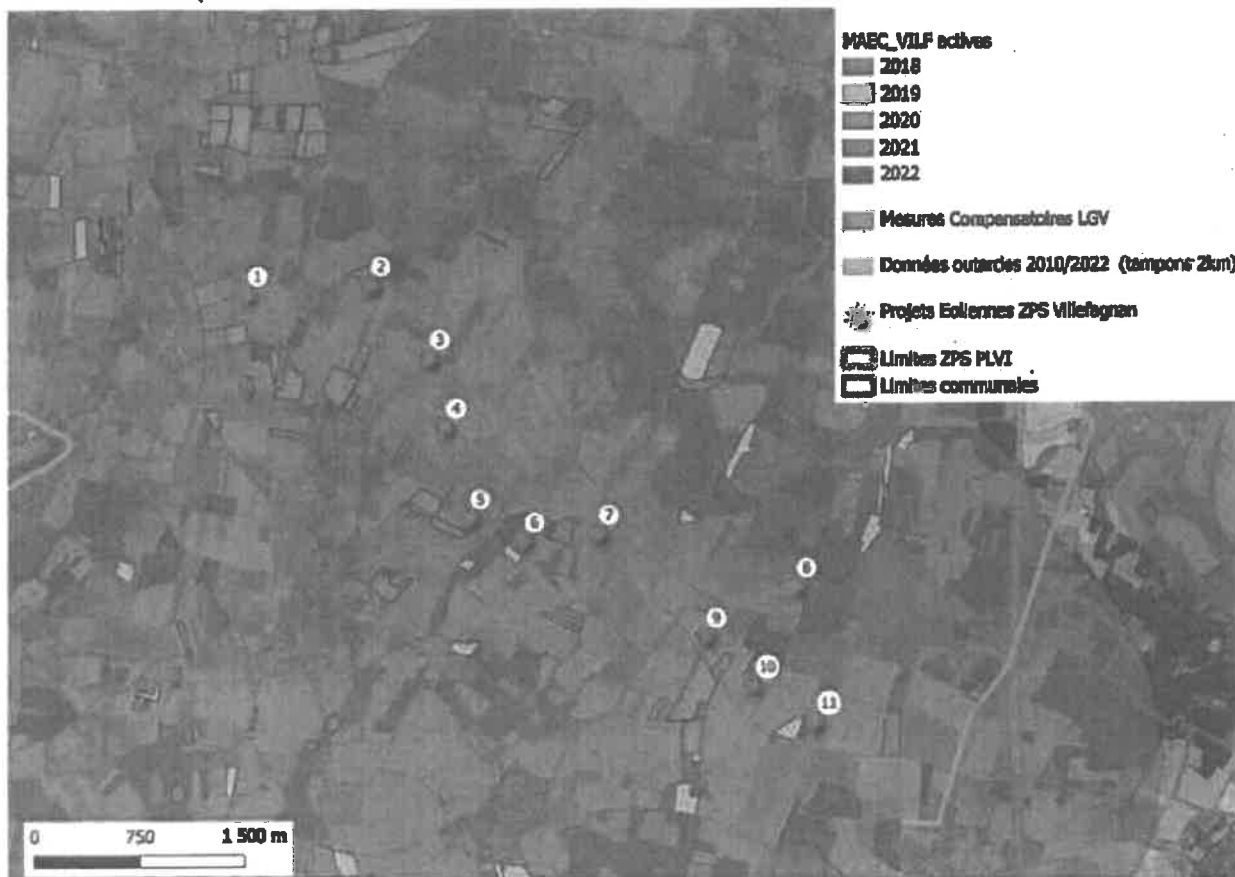 MAEC_VILF actives
2018
2019
2020
2021
2022
Mesures Compensatoires LGV
Données outardes 2010/2022 (tampons 2km)
Projets Eoliennes ZPS Villefagnan
Limites ZPS PLVI
Limites communales
1
2
3
4
5
6
7
8
9
10
11
0 750 1 500 m